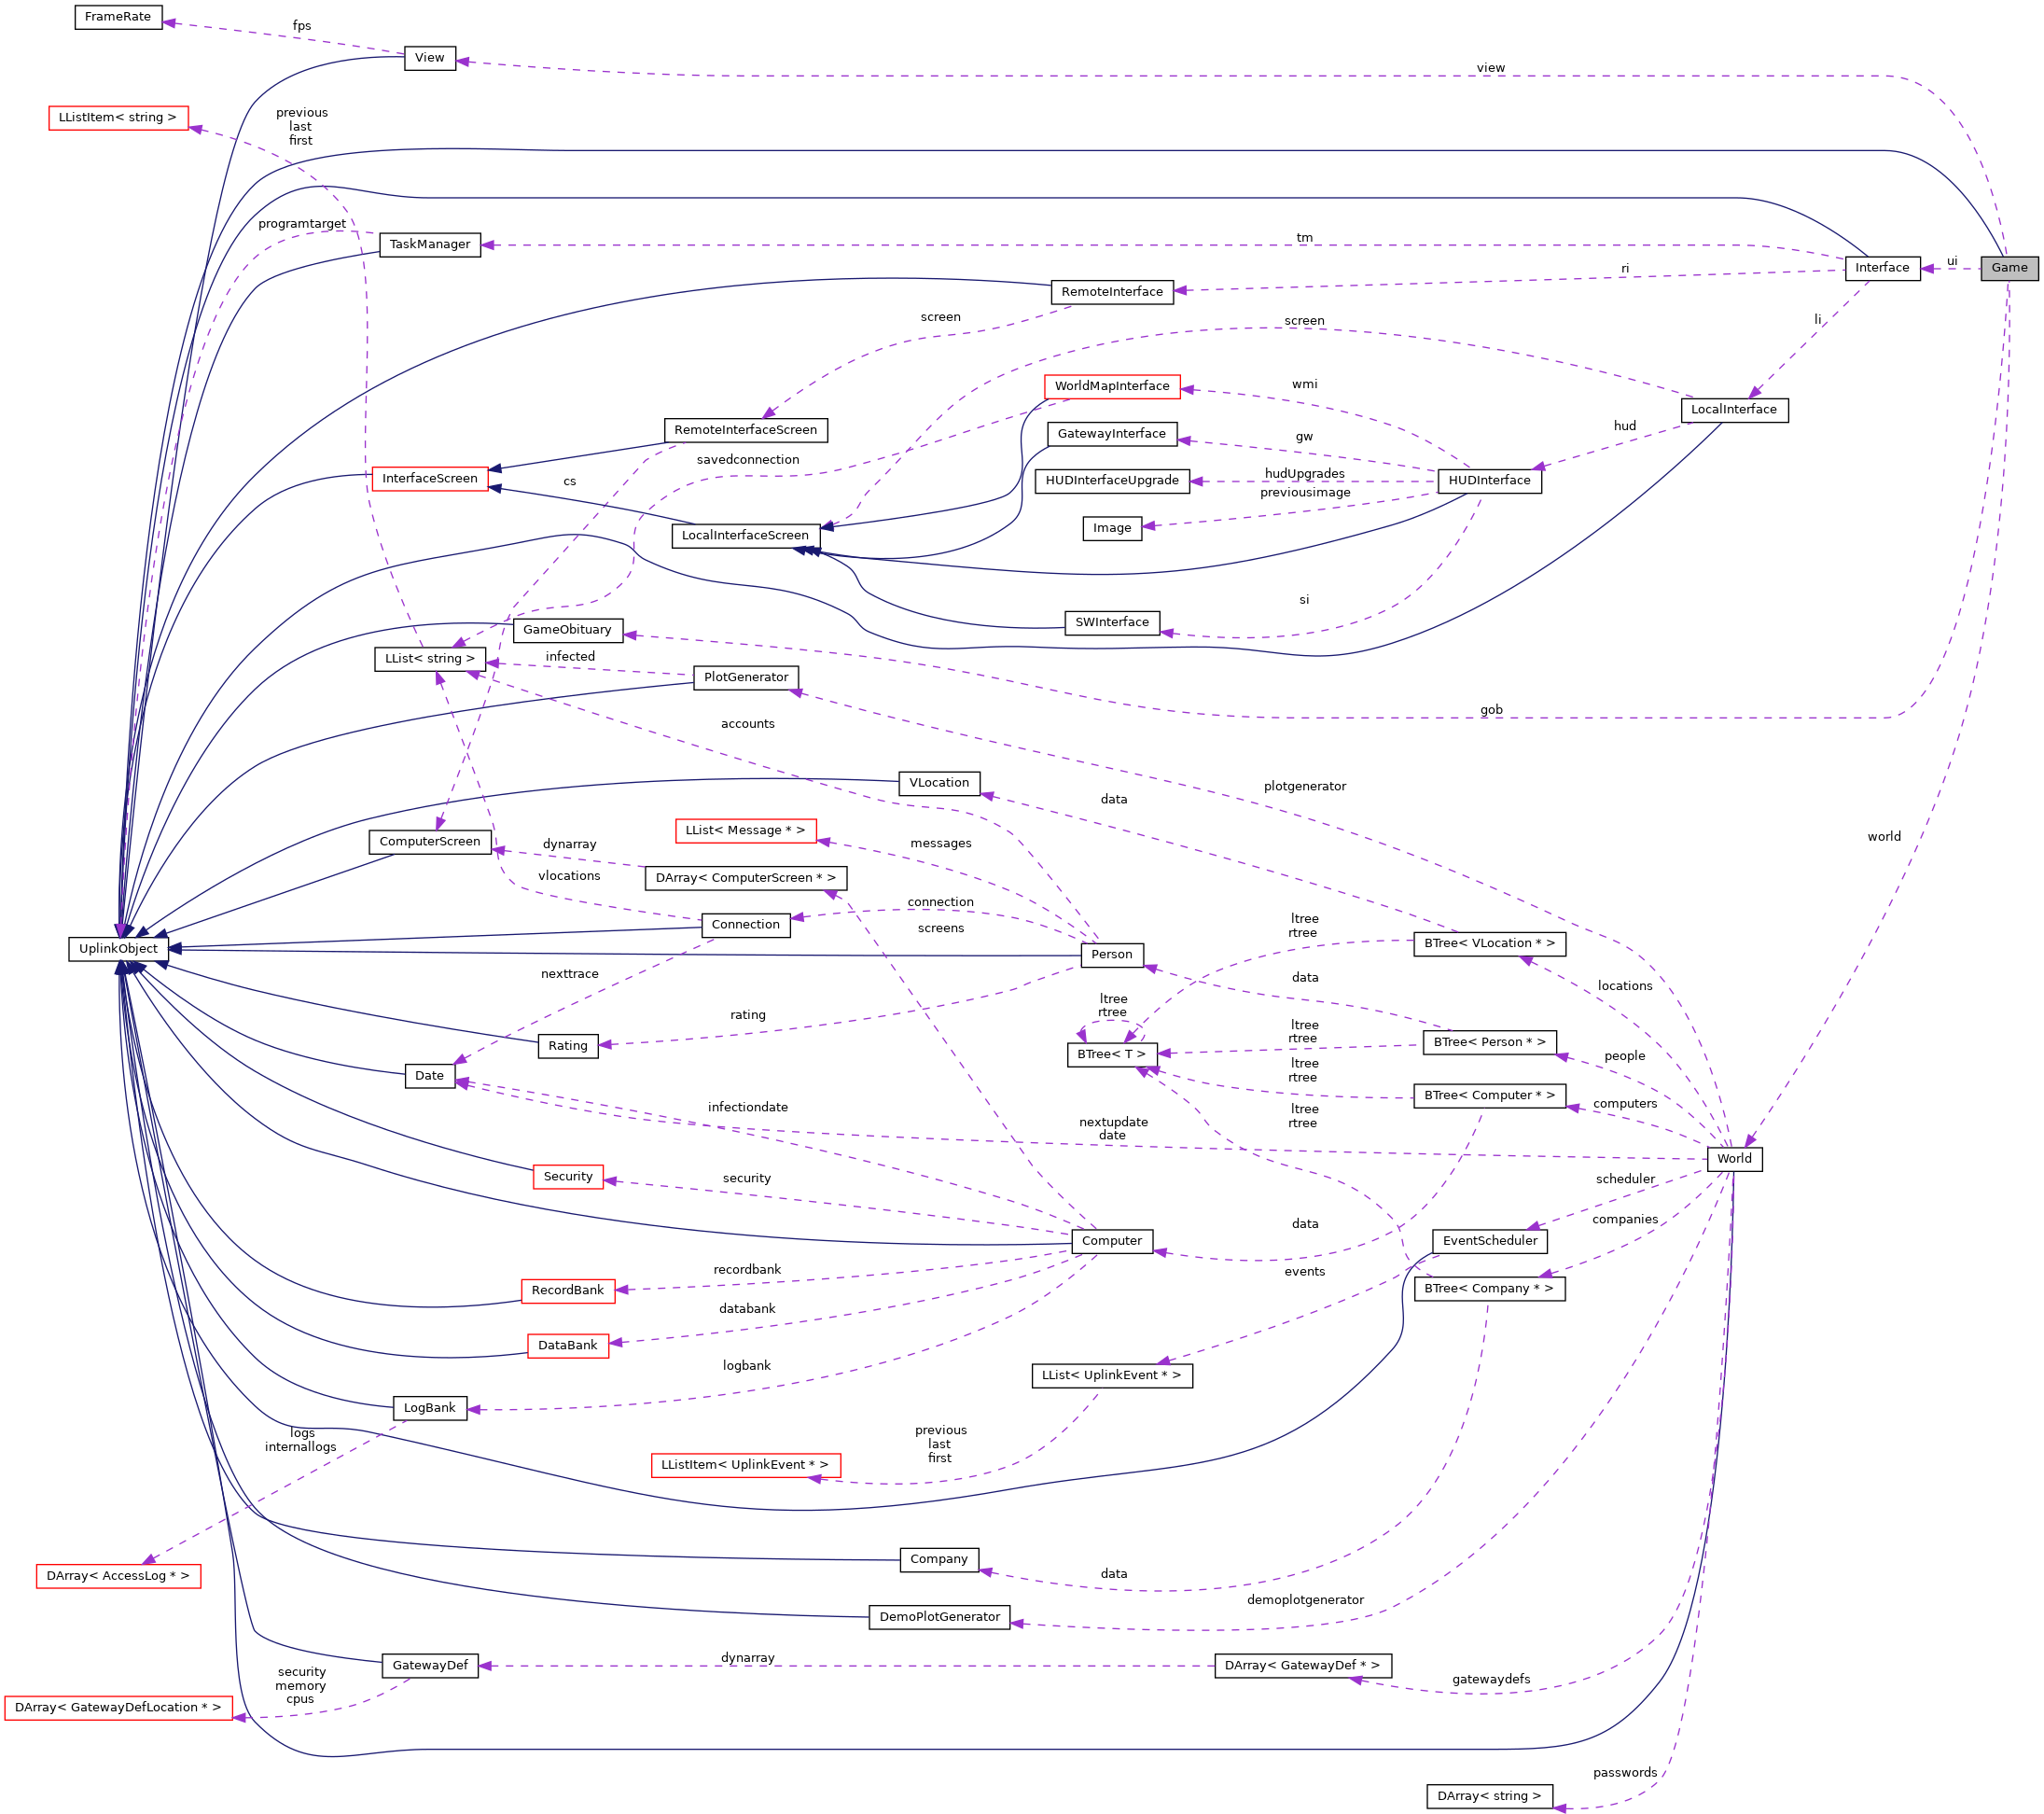 FrameRate
fps
View
view
LListItem< string >
previous
last
first
programtarget
TaskManager
tm
Interface
ui
Game
ri
RemoteInterface
screen
screen
li
WorldMapInterface
wmi
LocalInterface
RemoteInterfaceScreen
GatewayInterface
gw
hud
savedconnection
InterfaceScreen
cs
HUDInterfaceUpgrade
hudUpgrades
HUDInterface
previousimage
Image
LocalInterfaceScreen
si
SWInterface
GameObituary
LList< string >
infected
PlotGenerator
gob
accounts
VLocation
plotgenerator
data
LList< Message * >
world
ComputerScreen
dynarray
messages
DArray< ComputerScreen * >
vlocations
connection
Connection
screens
ltree
rtree
BTree< VLocation * >
UplinkObject
Person
nexttrace
data
locations
rating
ltree
rtree
ltree
rtree
BTree< Person * >
Rating
BTree< T >
people
Date
ltree
rtree
BTree< Computer * >
computers
infectiondate
nextupdate
date
ltree
rtree
World
Security
security
scheduler
data
companies
Computer
EventScheduler
recordbank
events
RecordBank
BTree< Company * >
databank
DataBank
logbank
LList< UplinkEvent * >
LogBank
logs
internallogs
previous
last
first
LListItem< UplinkEvent * >
Company
DArray< AccessLog * >
data
demoplotgenerator
DemoPlotGenerator
GatewayDef
dynarray
DArray< GatewayDef * >
security
memory
cpus
gatewaydefs
DArray< GatewayDefLocation * >
passwords
DArray< string >